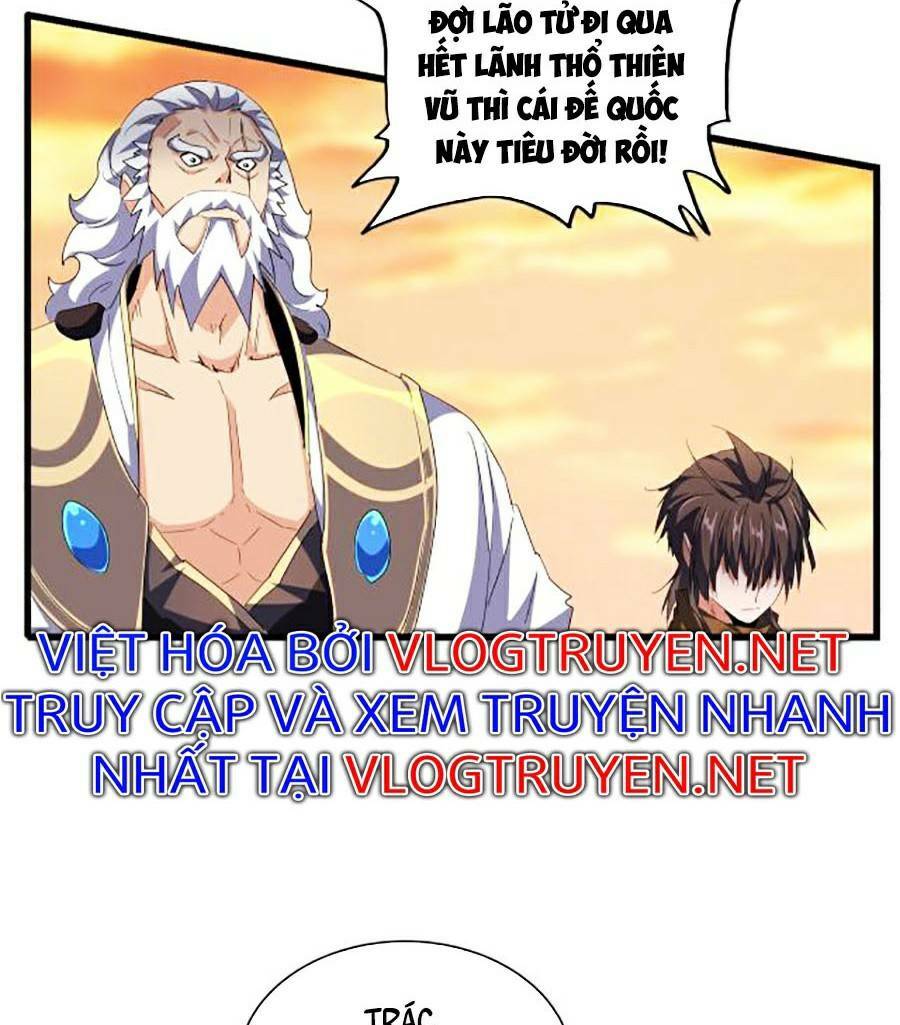 ĐỢI LÃO TỬ ĐI QUA
HẾT LÃNH THỔ THIÊN
VŨ THÌ CÁI ĐẾ QUỐC
NÀY TIÊU ĐỜI RỒI!
VIỆT HÓA BỞI VLOGTRUYEN.NET
TRUY CẬP VÀ XEM TRUYỆN NHANH
NHẤT TẠI VLOGTRUYEN.NET
TRÁC